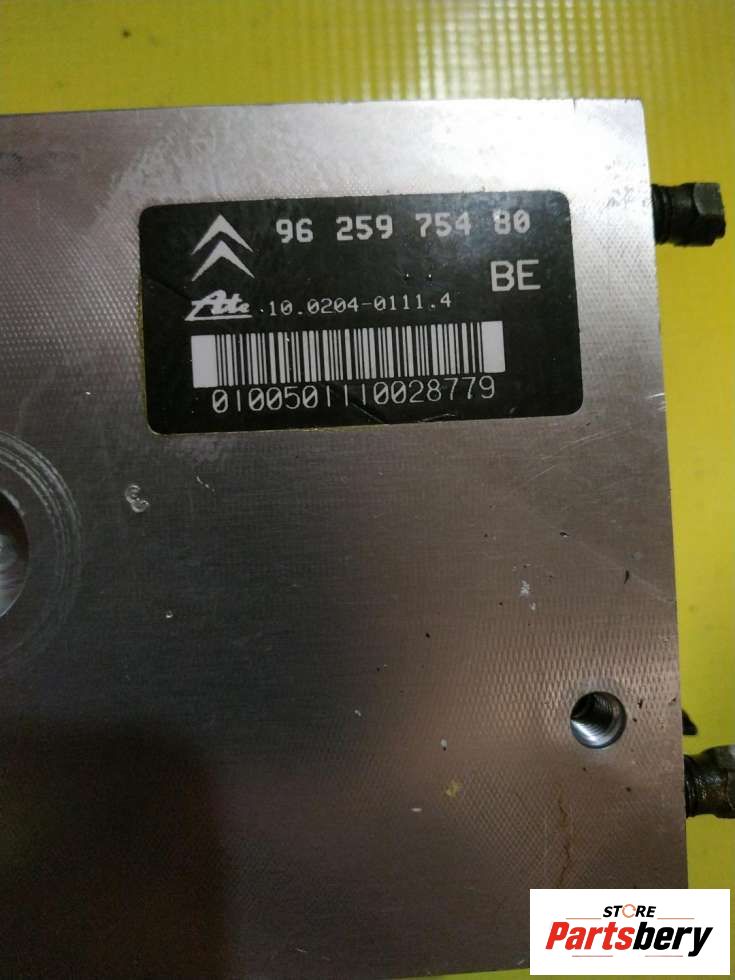 96 259 754 80
BE
Ate 10.0204-0111.4
0100501110028779
STORE
Partsbery